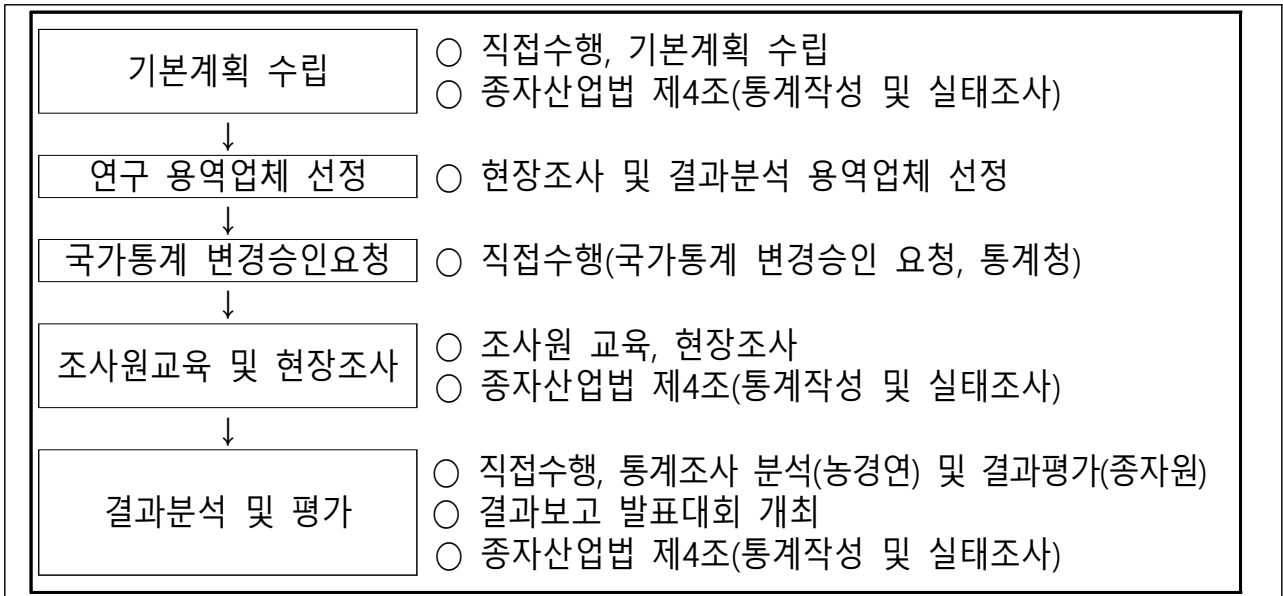 기본계획 수립
○ 직접수행, 기본계획 수립
○ 종자산업법 제4조(통계작성 및 실태조사)
↓
연구 용역업체 선정
○ 현장조사 및 결과분석 용역업체 선정
↓
국가통계 변경승인요청
○ 직접수행(국가통계 변경승인 요청, 통계청)
↓
조사원교육 및 현장조사
○ 조사원 교육, 현장조사
○ 종자산업법 제4조(통계작성 및 실태조사)
↓
결과분석 및 평가
○ 직접수행, 통계조사 분석(농경연) 및 결과평가(종자원)
○ 결과보고 발표대회 개최
○ 종자산업법 제4조(통계작성 및 실태조사)